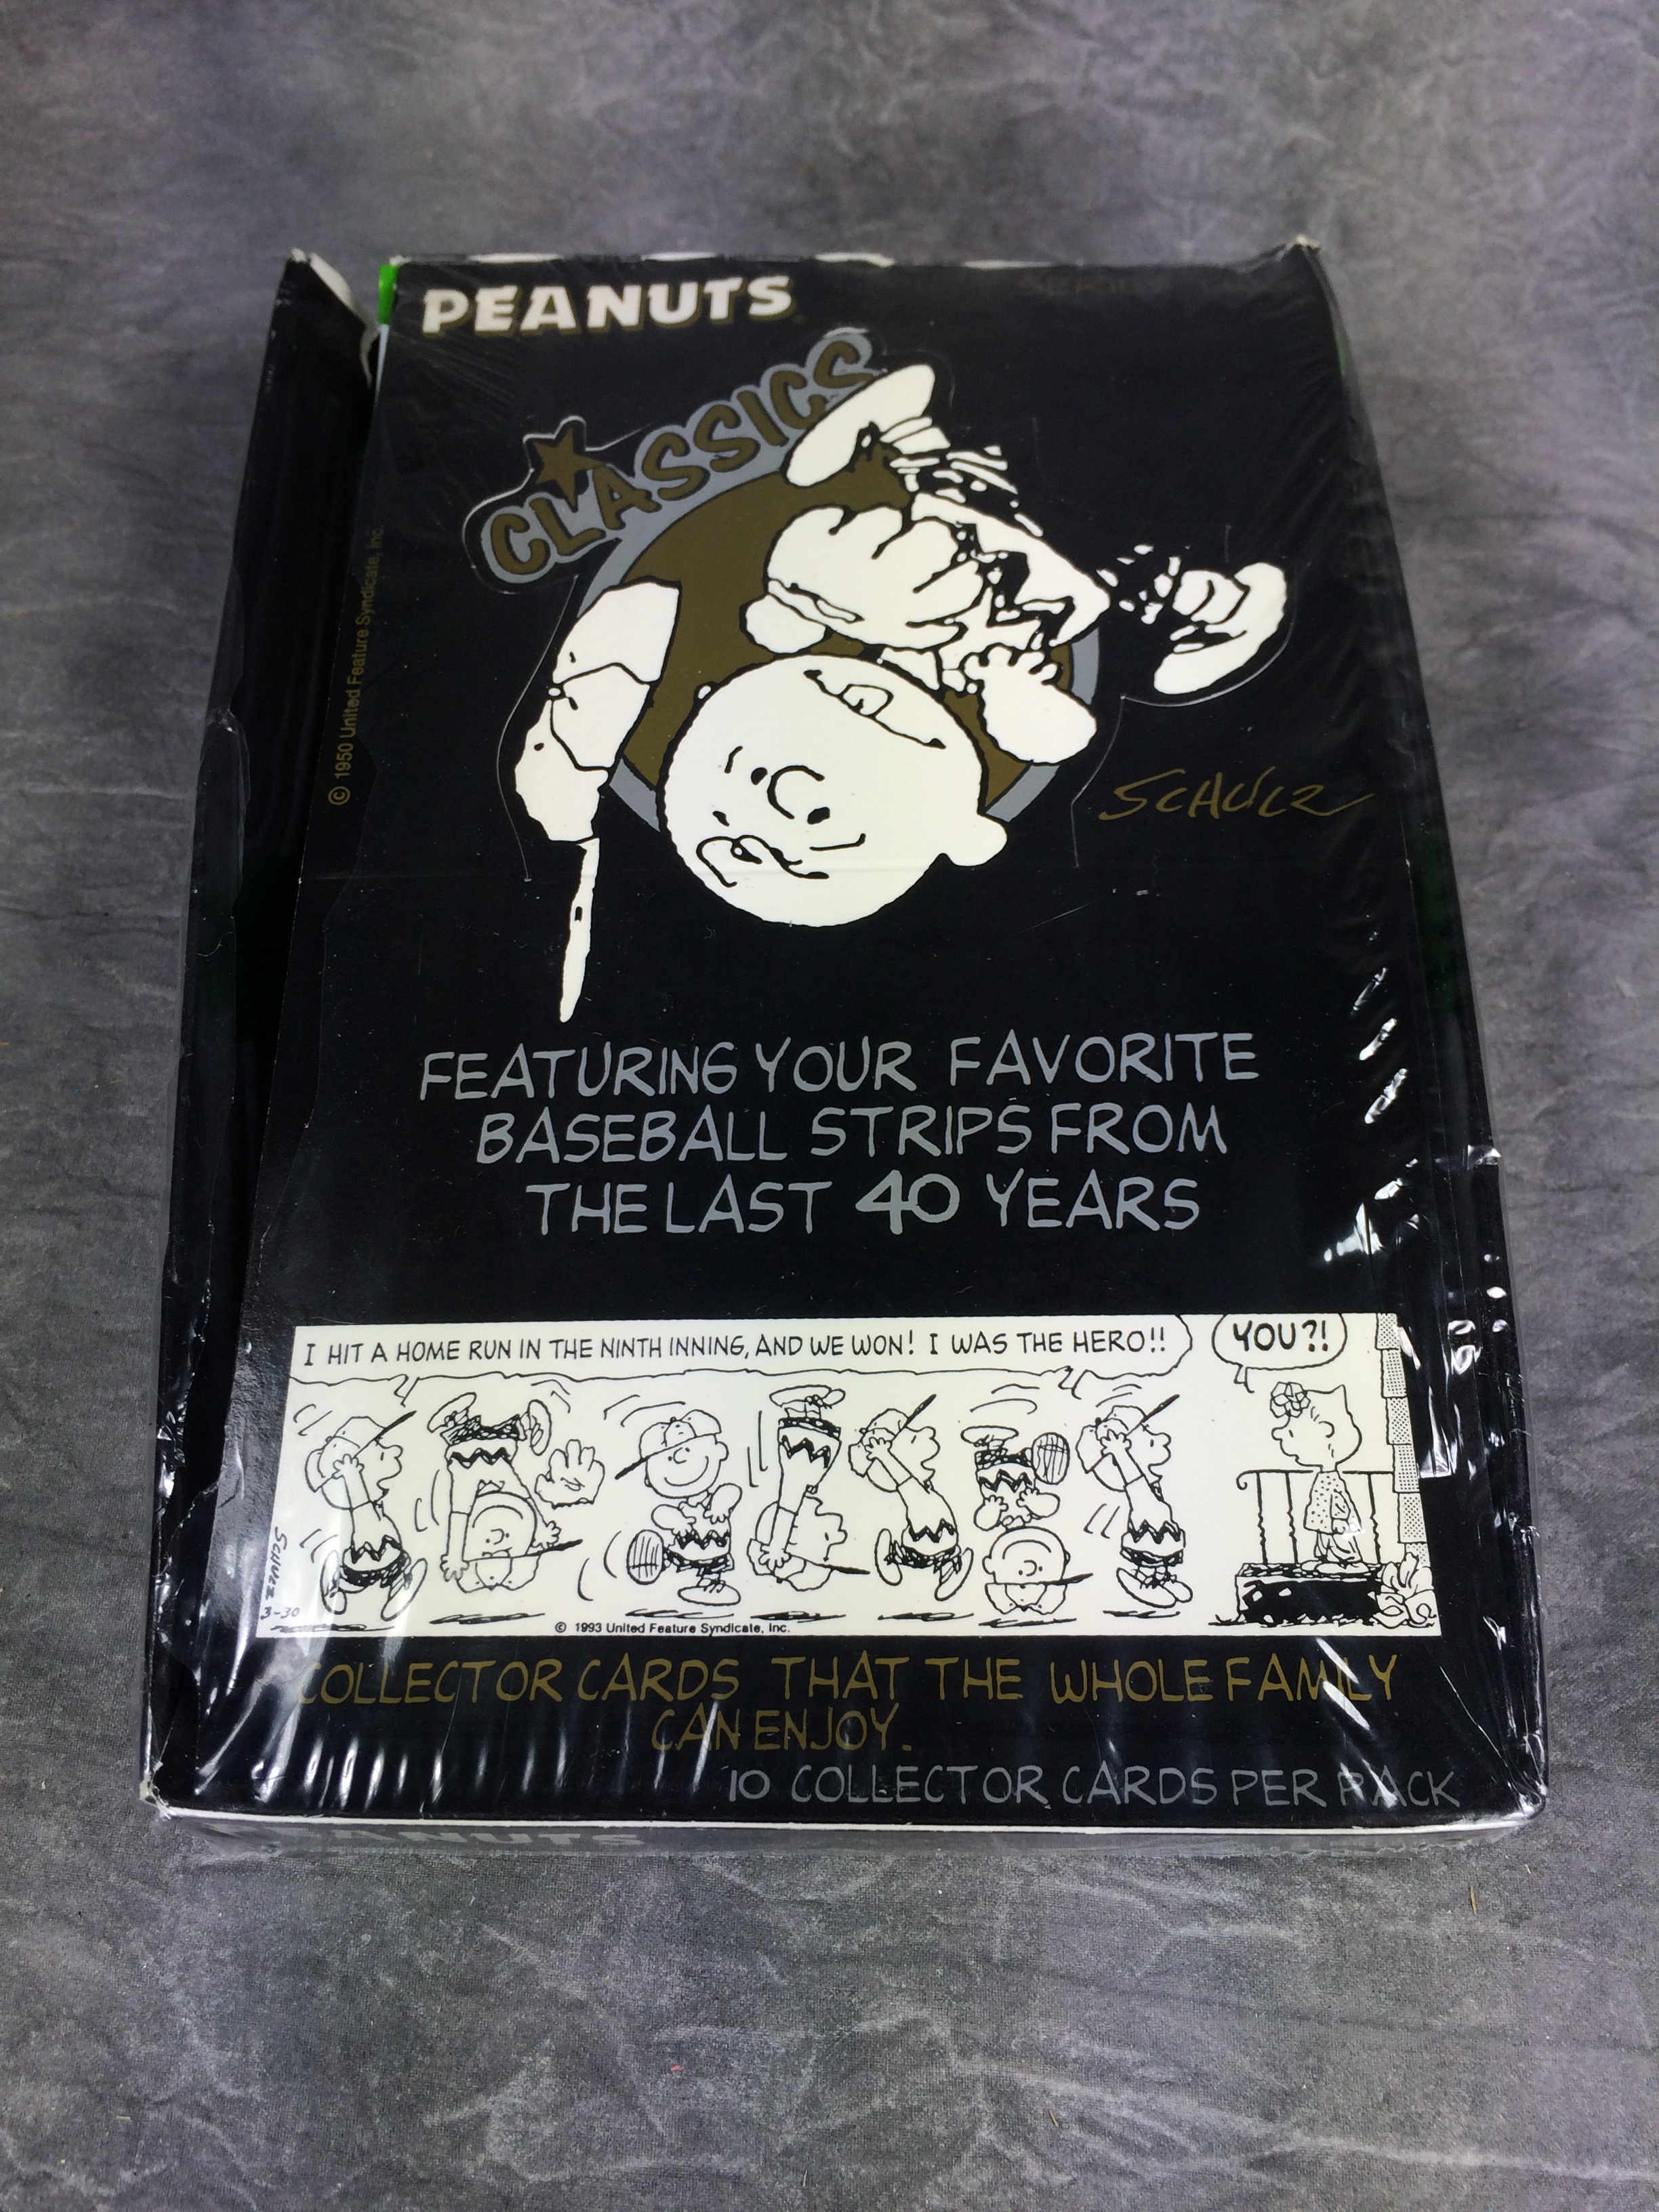 PEANUTS
CLASSICS
© 1950 United Feature Syndicate, Inc.
SCHULZ
FEATURING YOUR FAVORITE
BASEBALL STRIPS FROM
THE LAST 40 YEARS
I HIT A HOME RUN IN THE NINTH INNING, AND WE WON! I WAS THE HERO!!
YOU?!
SCHULZ
3-30
© 1993 United Feature Syndicate, Inc.
COLLECTOR CARDS THAT THE WHOLE FAMILY
CAN ENJOY.
10 COLLECTOR CARDS PER PACK
PEANUTS